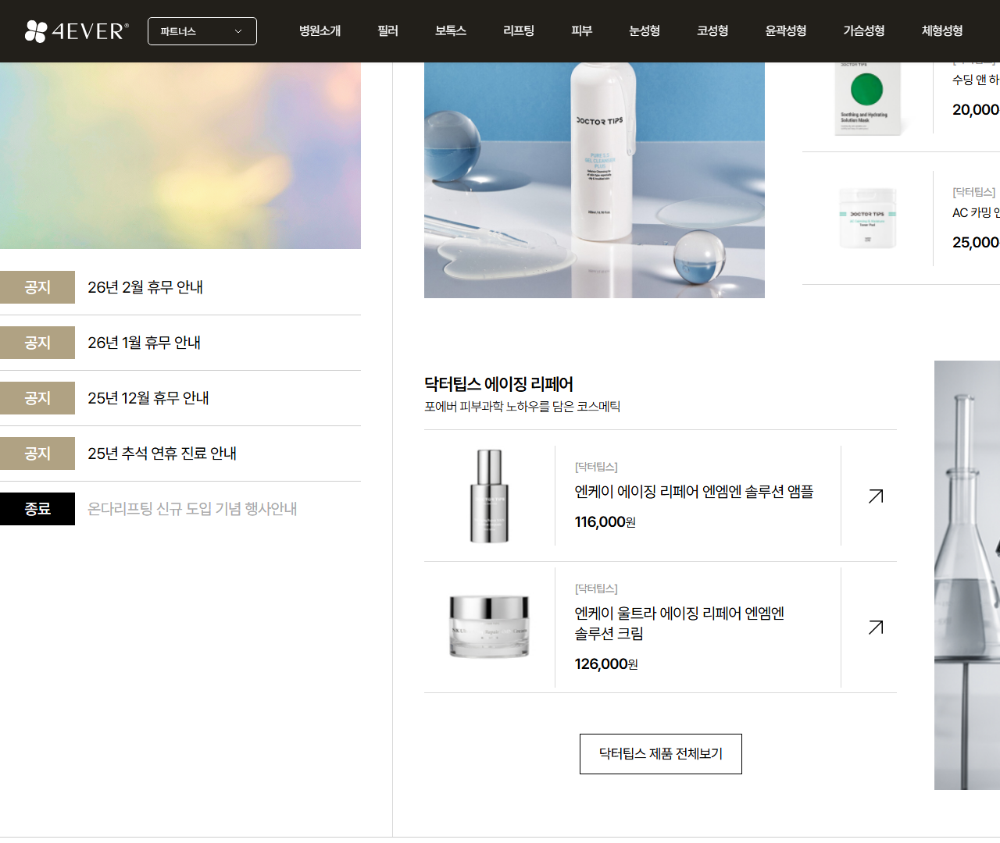 4EVER®
파트너스
병원소개
필러
보톡스
리프팅
피부
눈성형
코성형
윤곽성형
가슴성형
체형성형
공지
26년 2월 휴무 안내
공지
26년 1월 휴무 안내
공지
25년 12월 휴무 안내
공지
25년 추석 연휴 진료 안내
종료
온다리프팅 신규 도입 기념 행사안내
DOCTOR TIPS
PURE 5.5
GEL CLEANSER
PLUS
DOCTOR TIPS
Soothing and Hydrating
Solution Mask
수딩 앤 하
20,000
DOCTOR TIPS
Toner Pad
[닥터팁스]
AC 카밍 앤
25,000
닥터팁스 에이징 리페어
포에버 피부과학 노하우를 담은 코스메틱
DOCTOR TIPS
[닥터팁스]
엔케이 에이징 리페어 엔엠엔 솔루션 앰플
116,000원
[닥터팁스]
엔케이 울트라 에이징 리페어 엔엠엔
솔루션 크림
126,000원
닥터팁스 제품 전체보기